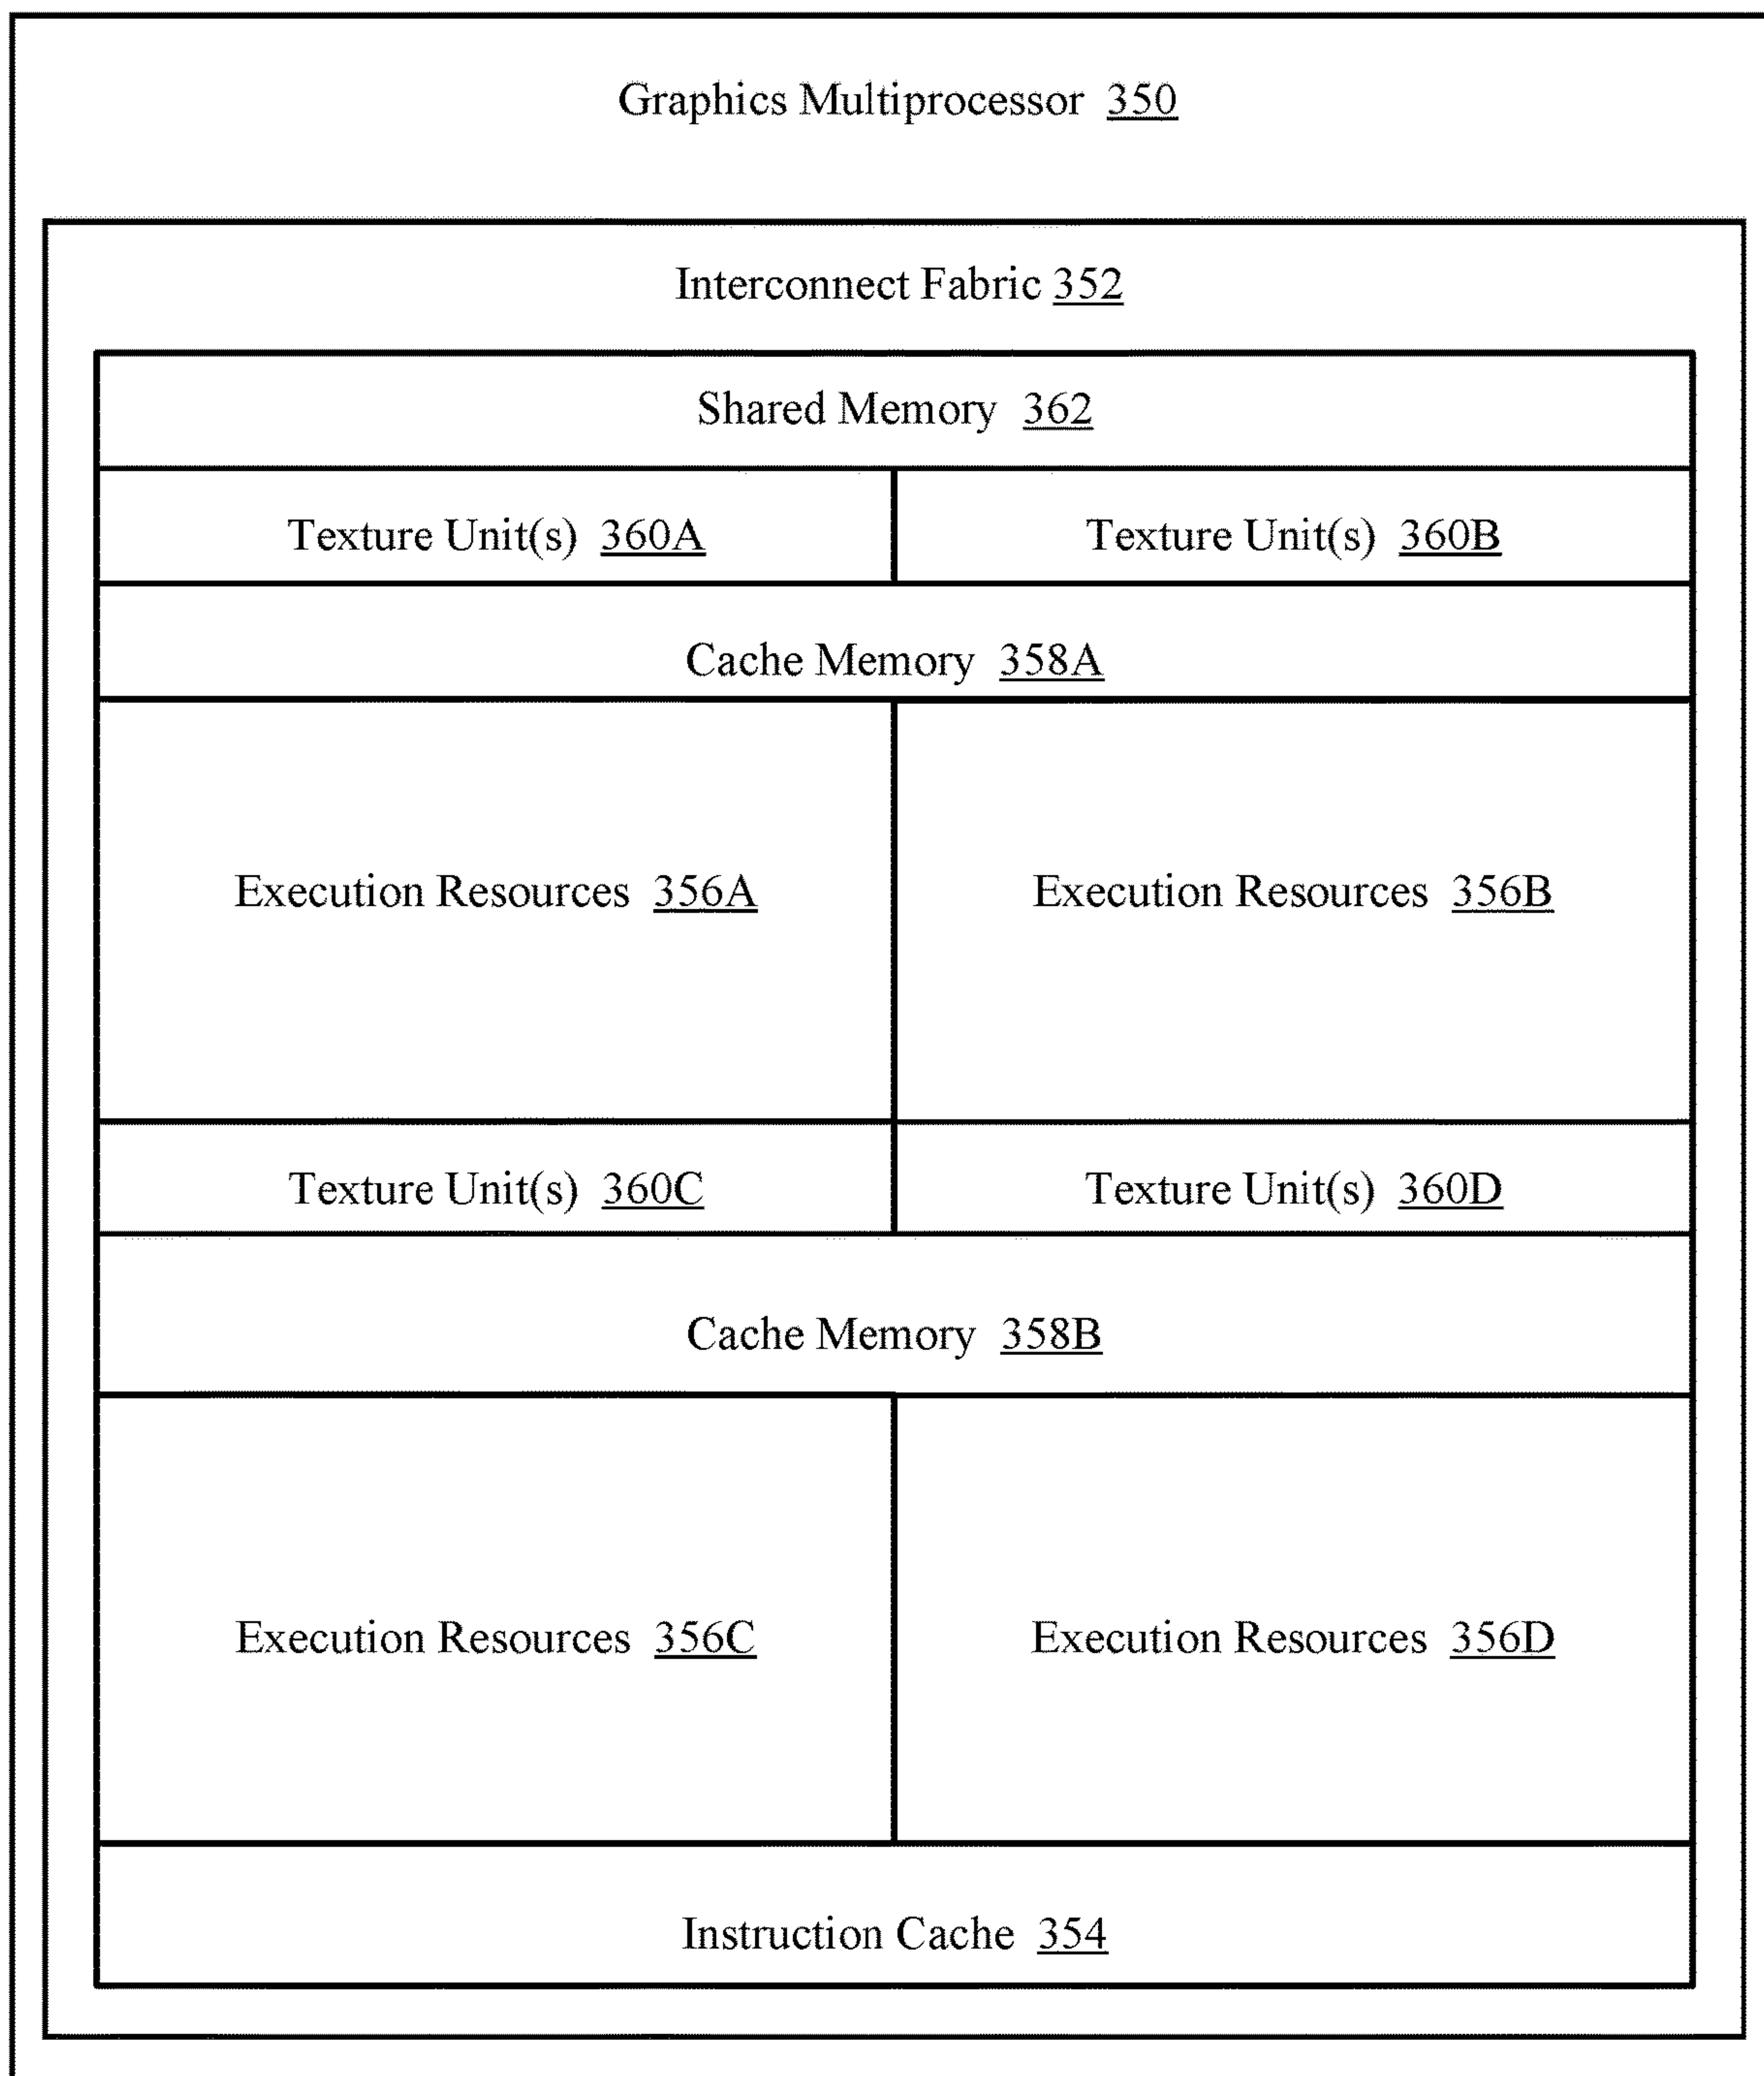 Graphics Multiprocessor 350
Interconnect Fabric 352
Shared Memory 362
Texture Unit(s) 360A
Texture Unit(s) 360B
Cache Memory 358A
Execution Resources 356A
Execution Resources 356B
Texture Unit(s) 360C
Texture Unit(s) 360D
Cache Memory 358B
Execution Resources 356C
Execution Resources 356D
Instruction Cache 354